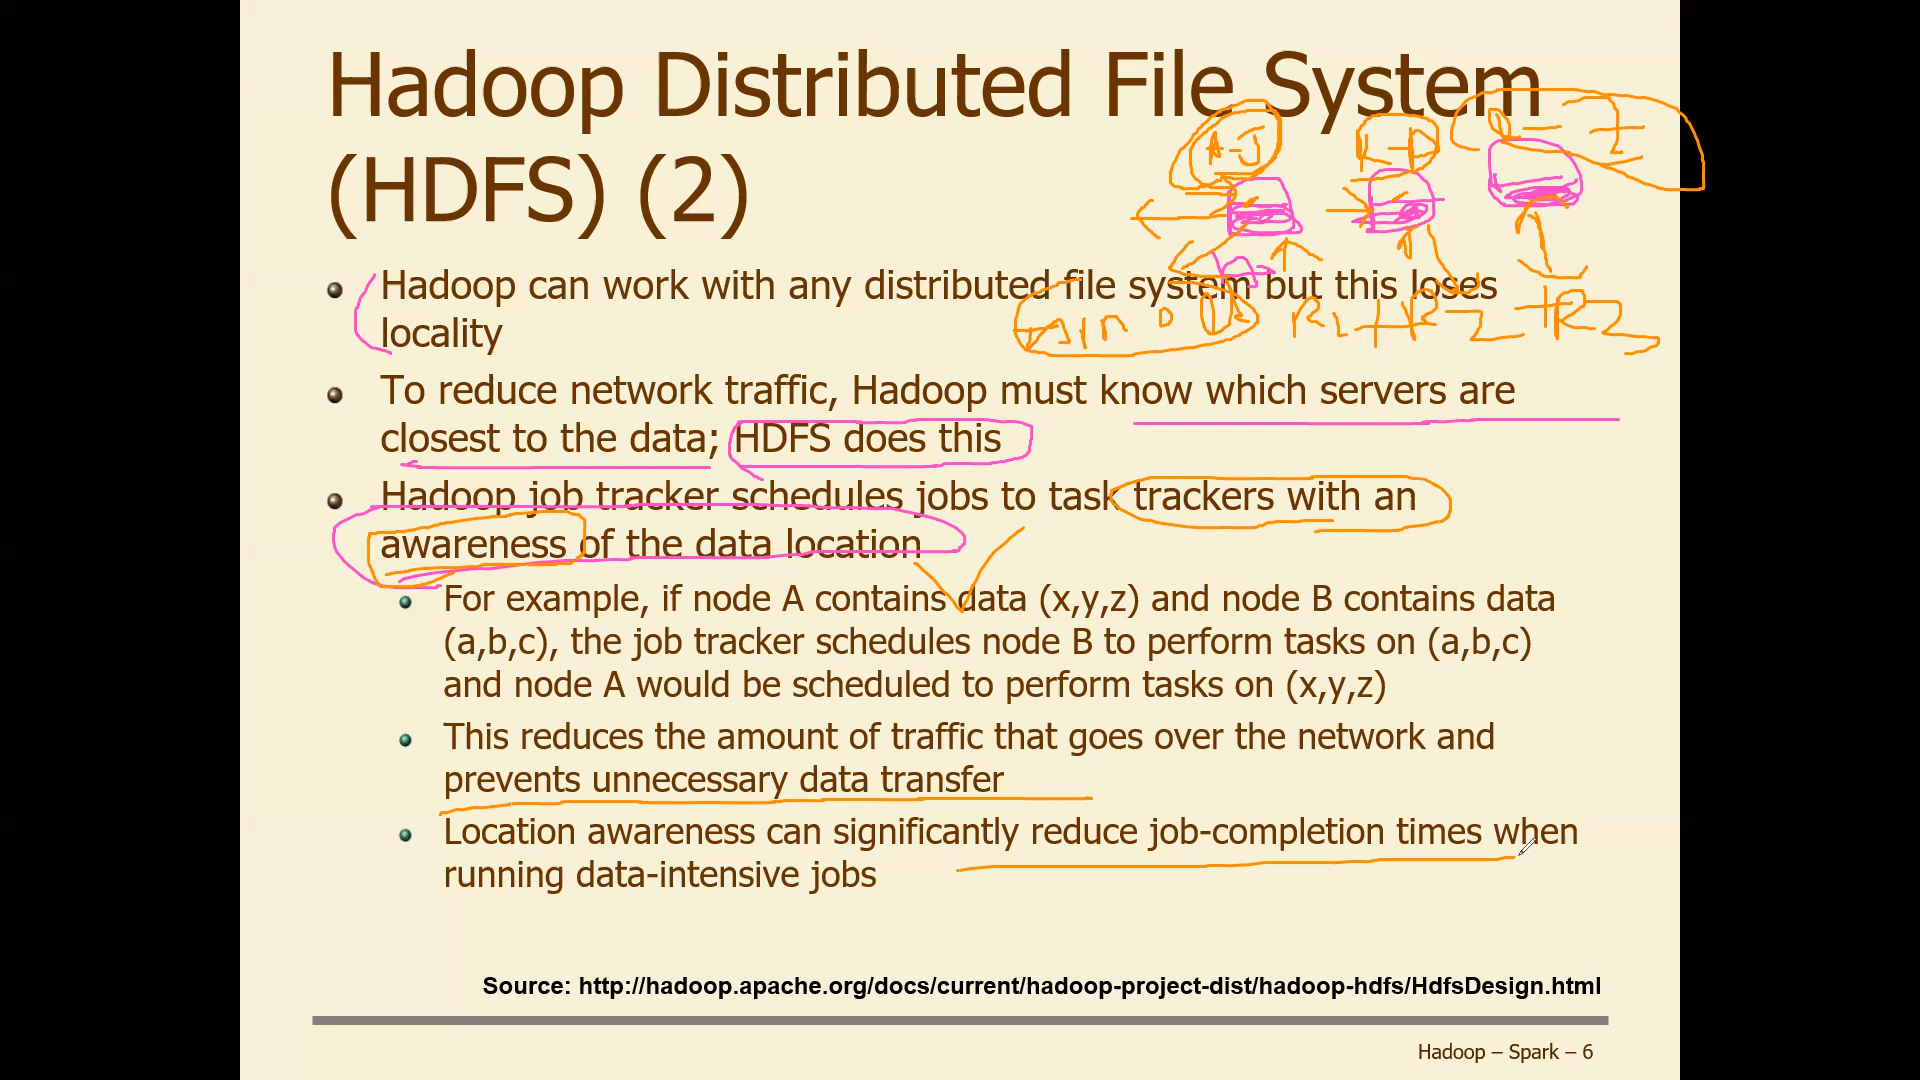 Hadoop Distributed File System
(HDFS) (2)
A-J
K-P
Q-Z
Hadoop can work with any distributed file system but this loses
locality
R1+R2+R3
To reduce network traffic, Hadoop must know which servers are
closest to the data; HDFS does this
Hadoop job tracker schedules jobs to task trackers with an
awareness of the data location
For example, if node A contains data (x,y,z) and node B contains data
(a,b,c), the job tracker schedules node B to perform tasks on (a,b,c)
and node A would be scheduled to perform tasks on (x,y,z)
This reduces the amount of traffic that goes over the network and
prevents unnecessary data transfer
Location awareness can significantly reduce job-completion times when
running data-intensive jobs
Source: http://hadoop.apache.org/docs/current/hadoop-project-dist/hadoop-hdfs/HdfsDesign.html
Hadoop – Spark – 6